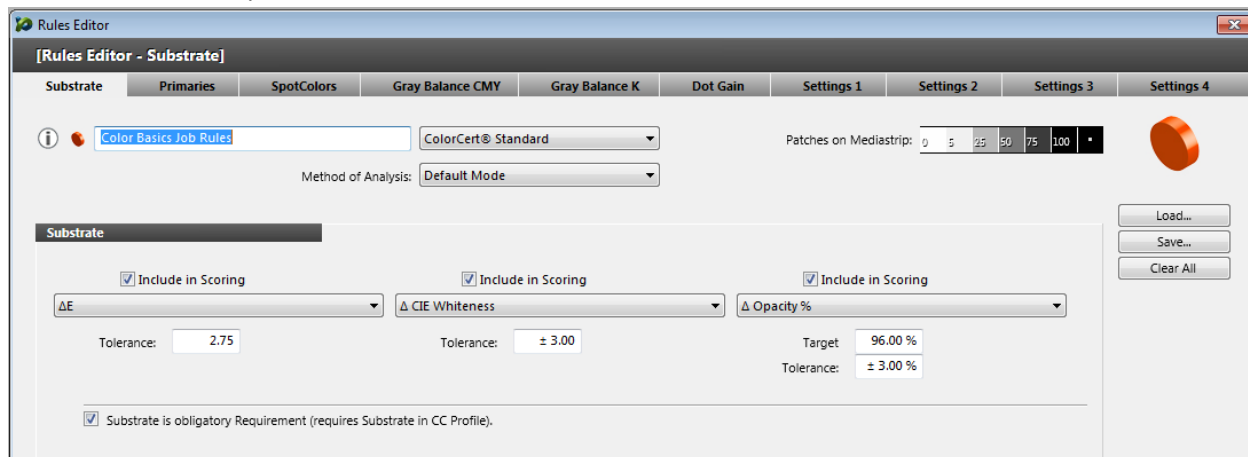 Rules Editor
[Rules Editor - Substrate]
Substrate Primaries SpotColors Gray Balance CMY Gray Balance K Dot Gain Settings 1 Settings 2 Settings 3 Settings 4
Color Basics Job Rules ColorCert® Standard Patches on Mediastrip: 0 5 25 50 75 100 *
Method of Analysis: Default Mode
Load...
Substrate
Save...
Clear All
Include in Scoring Include in Scoring Include in Scoring
ΔE Δ CIE Whiteness Δ Opacity %
Tolerance: 2.75 Tolerance: ± 3.00 Target 96.00 %
Tolerance: ± 3.00 %
Substrate is obligatory Requirement (requires Substrate in CC Profile).